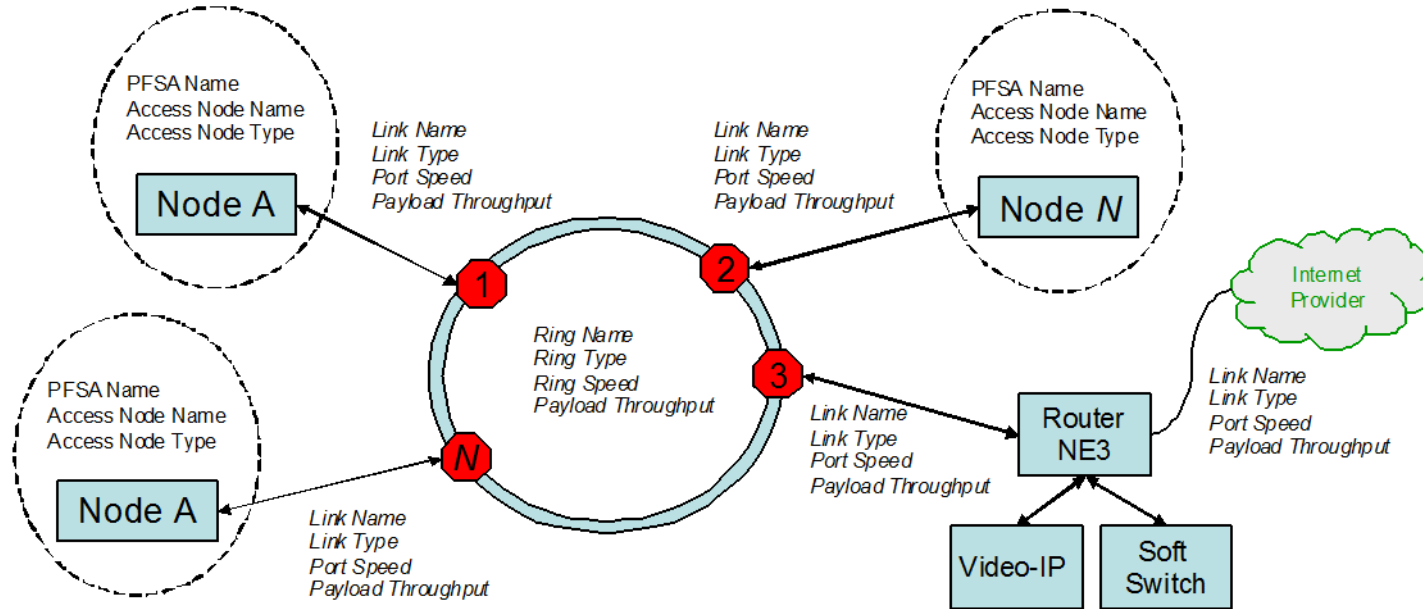 PFSA Name
Access Node Name
Access Node Type
Node A
Link Name
Link Type
Port Speed
Payload Throughput
Link Name
Link Type
Port Speed
Payload Throughput
PFSA Name
Access Node Name
Access Node Type
Node N
1
2
3
N
Ring Name
Ring Type
Ring Speed
Payload Throughput
Internet
Provider
PFSA Name
Access Node Name
Access Node Type
Node A
Link Name
Link Type
Port Speed
Payload Throughput
Link Name
Link Type
Port Speed
Payload Throughput
Router
NE3
Link Name
Link Type
Port Speed
Payload Throughput
Video-IP
Soft
Switch